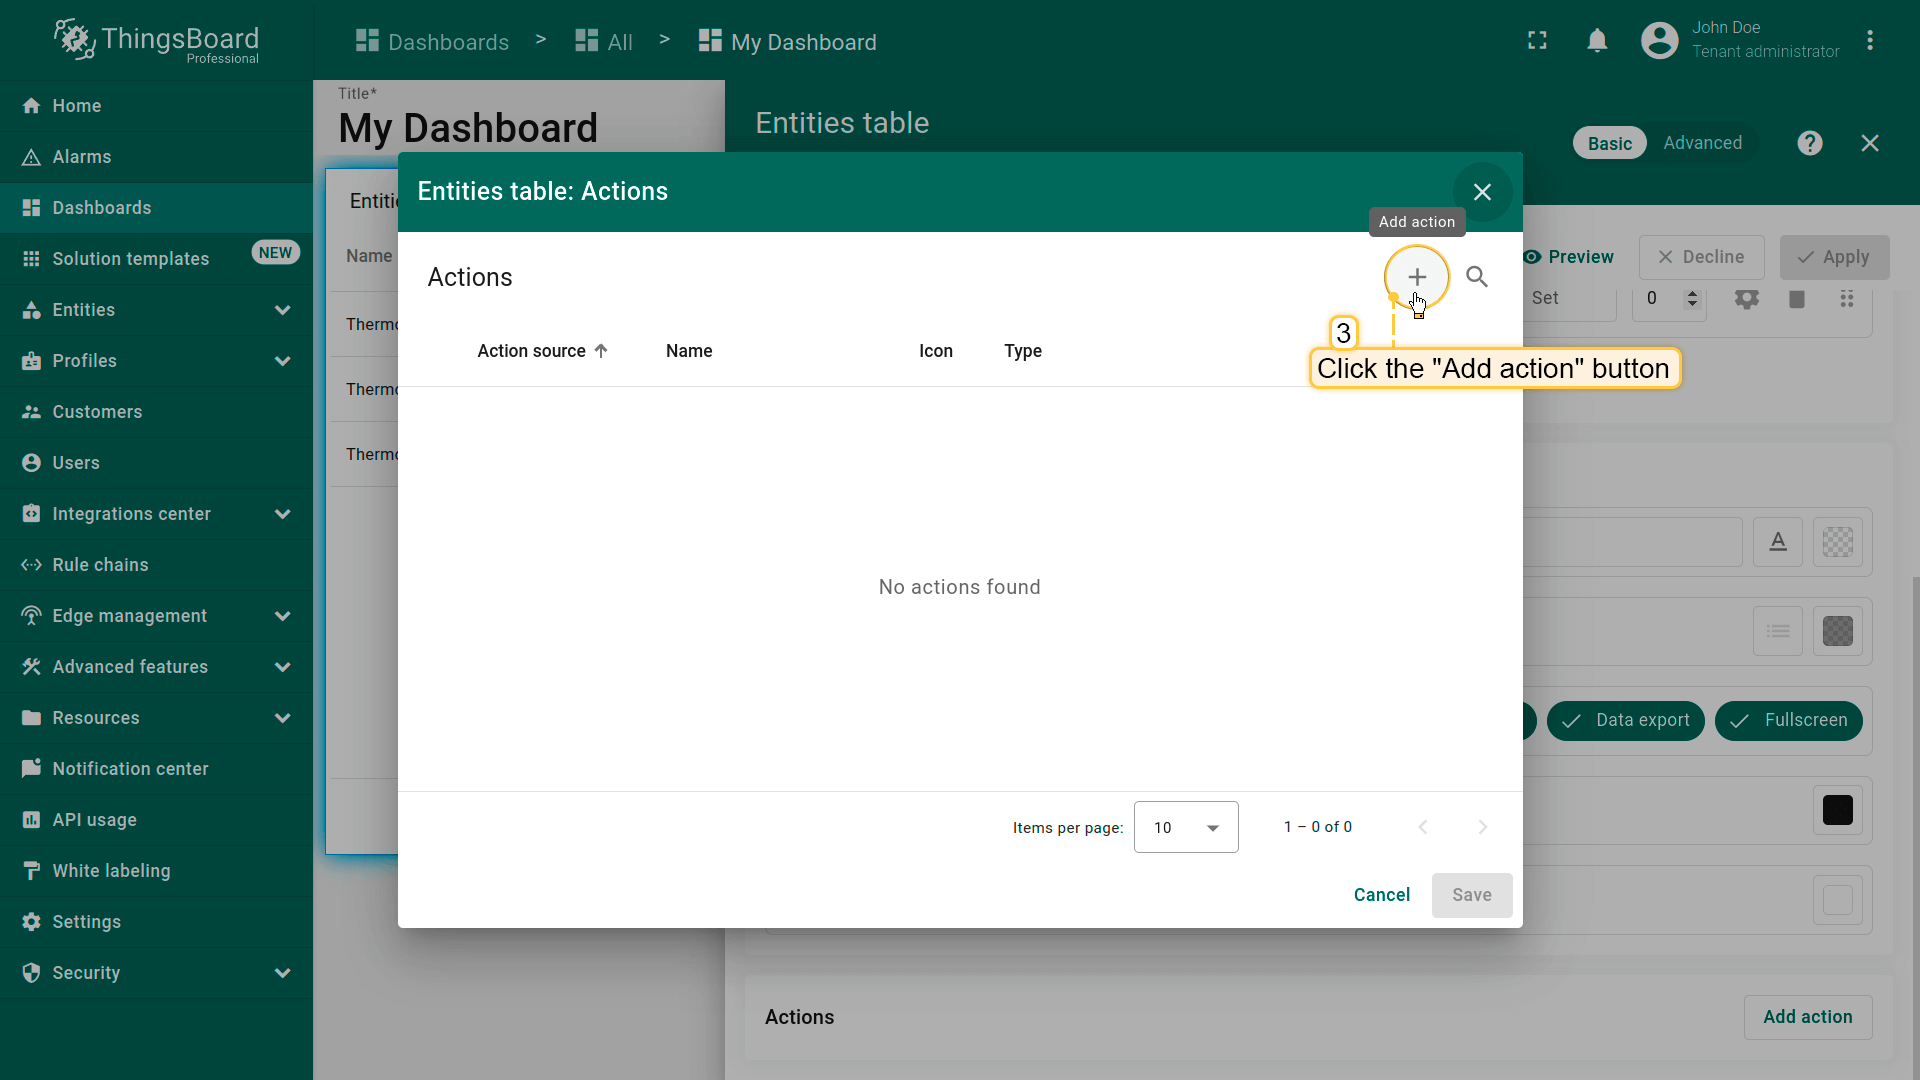 ThingsBoard
Professional
Dashboards > All > My Dashboard
John Doe
Tenant administrator
Home
Alarms
Dashboards
Solution templates NEW
Entities
Profiles
Customers
Users
Integrations center
Rule chains
Edge management
Advanced features
Resources
Notification center
API usage
White labeling
Settings
Security
Title*
My Dashboard
Entities table
Basic Advanced
Preview Decline Apply
Set 0
Name
Entities table: Actions
Add action
Actions
Action source Name Icon Type
3
Click the "Add action" button
No actions found
Items per page: 10 1 – 0 of 0
Cancel Save
Data export Fullscreen
Actions Add action